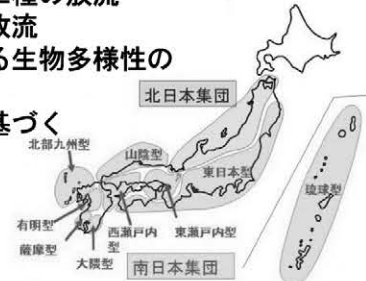 種の放流
放流
る生物多様性の
基づく
北日本集団
北部九州型
山陰型
東日本型
琉球型
有明型
薩摩型
大隈型
西瀬戸内
型
東瀬戸内型
南日本集団